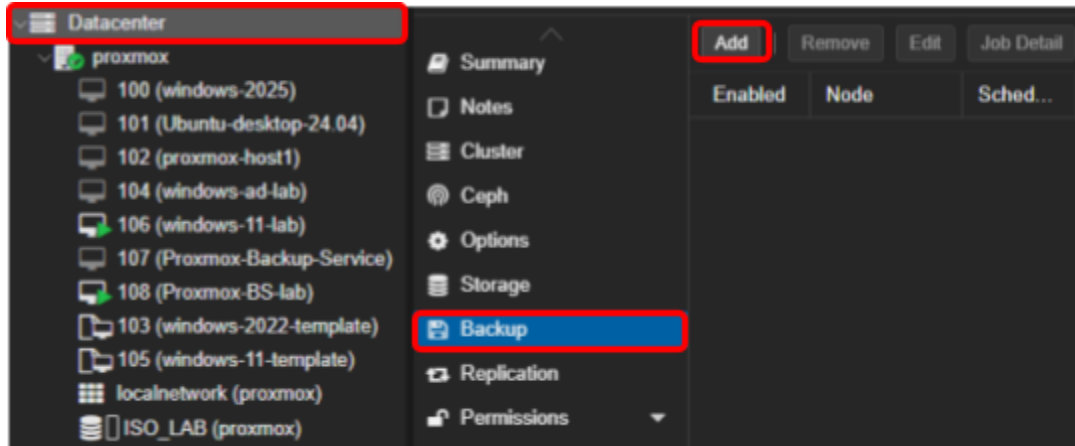 Datacenter
proxmox
100 (windows-2025)
101 (Ubuntu-desktop-24.04)
102 (proxmox-host1)
104 (windows-ad-lab)
106 (windows-11-lab)
107 (Proxmox-Backup-Service)
108 (Proxmox-BS-lab)
103 (windows-2022-template)
105 (windows-11-template)
localnetwork (proxmox)
ISO_LAB (proxmox)
Summary
Notes
Cluster
Ceph
Options
Storage
Backup
Replication
Permissions
Add Remove Edit Job Detail
Enabled Node Sched...